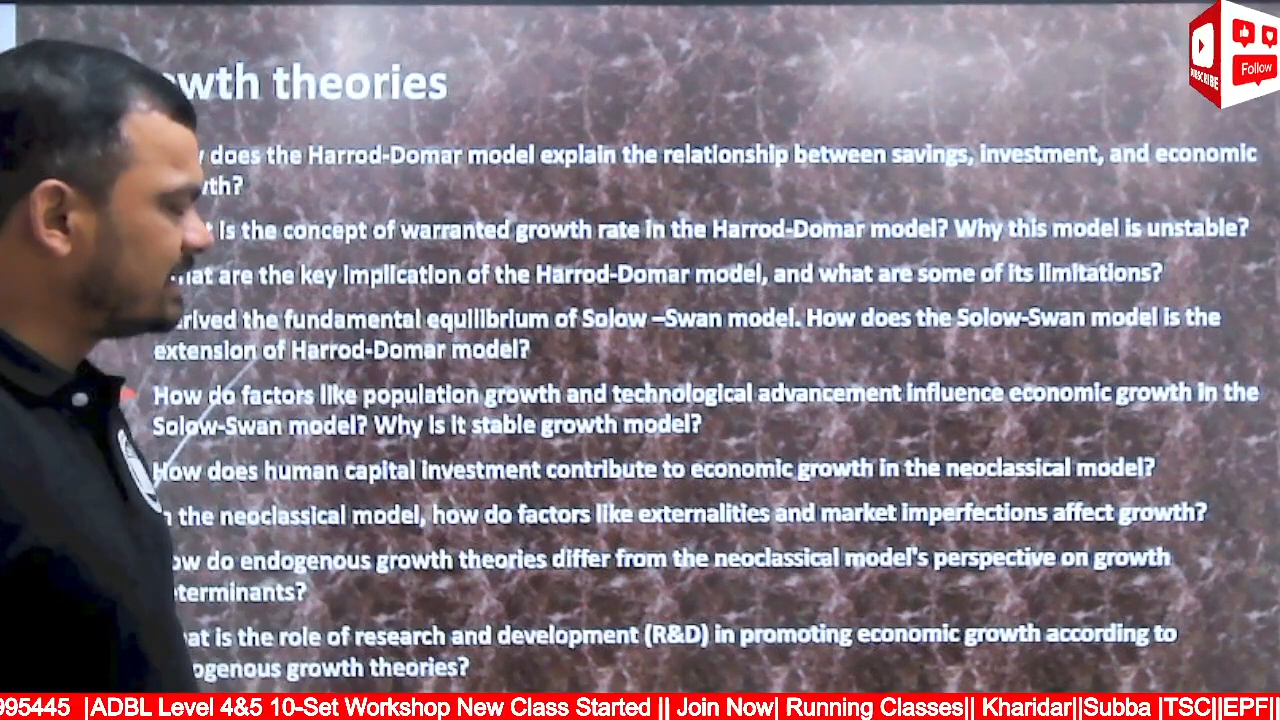 wth theories
does the Harrod-Domar model explain the relationship between savings, investment, and economic
wth?
is the concept of warranted growth rate in the Harrod-Domar model? Why this model is unstable?
hat are the key implication of the Harrod-Domar model, and what are some of its limitations?
rived the fundamental equilibrium of Solow –Swan model. How does the Solow-Swan model is the
extension of Harrod-Domar model?
How do factors like population growth and technological advancement influence economic growth in the
Solow-Swan model? Why is it stable growth model?
How does human capital investment contribute to economic growth in the neoclassical model?
the neoclassical model, how do factors like externalities and market imperfections affect growth?
ow do endogenous growth theories differ from the neoclassical model's perspective on growth
terminants?
at is the role of research and development (R&D) in promoting economic growth according to
ogenous growth theories?
SUBSCRIBE
Follow
995445 |ADBL Level 4&5 10-Set Workshop New Class Started || Join Now| Running Classes|| Kharidar||Subba |TSC||EPF|